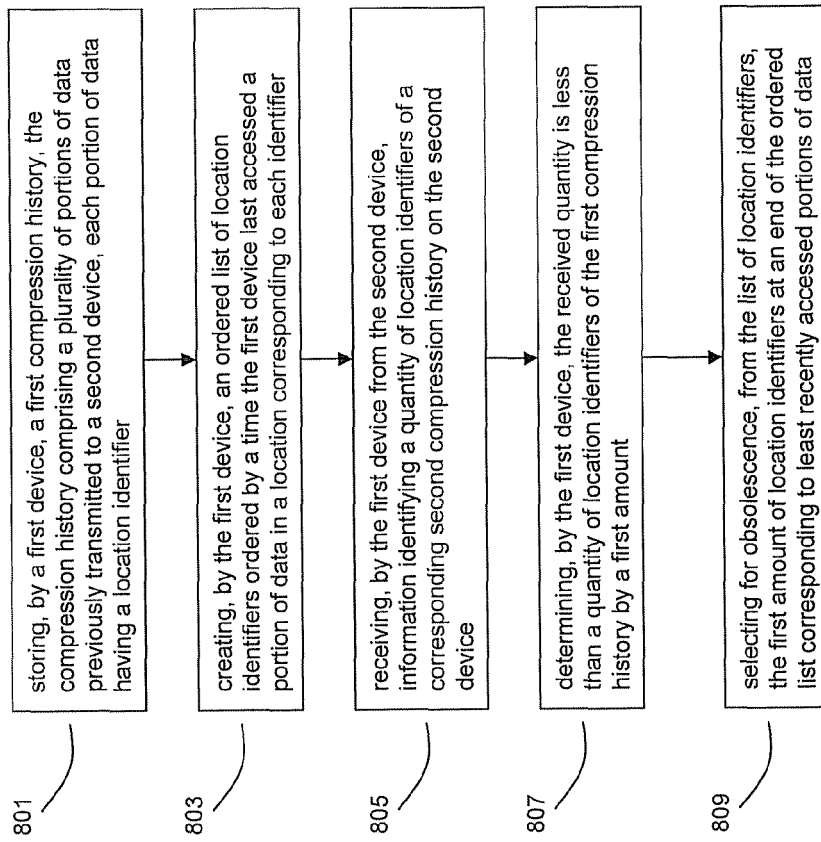 801
storing, by a first device, a first compression history, the
compression history comprising a plurality of portions of data
previously transmitted to a second device, each portion of data
having a location identifier
803
creating, by the first device, an ordered list of location
identifiers ordered by a time the first device last accessed a
portion of data in a location corresponding to each identifier
805
receiving, by the first device from the second device,
information identifying a quantity of location identifiers of a
corresponding second compression history on the second
device
807
determining, by the first device, the received quantity is less
than a quantity of location identifiers of the first compression
history by a first amount
809
selecting for obsolescence, from the list of location identifiers,
the first amount of location identifiers at an end of the ordered
list corresponding to least recently accessed portions of data